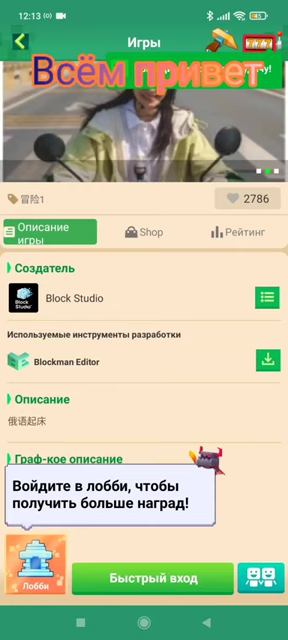 12:13
Игры
Всём привет
у!
冒险1
2786
Описание
игры
Shop
Рейтинг
Создатель
Block Studio
Используемые инструменты разработки
Blockman Editor
Описание
俄语起床
Граф-кое описание
Войдите в лобби, чтобы
получить больше наград!
Лобби
Быстрый вход